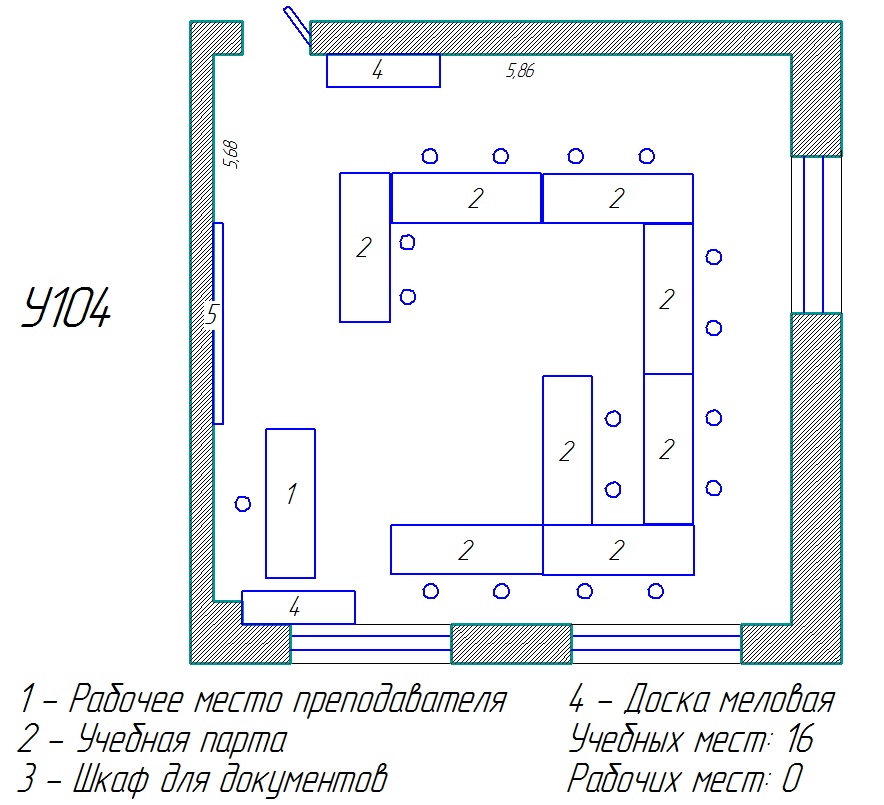 4
5,86
5,68
2
2
2
2
У104
5
2
2
1
2
2
4
1 – Рабочее место преподавателя
2 – Учебная парта
3 – Шкаф для документов
4 – Доска меловая
Учебных мест: 16
Рабочих мест: 0